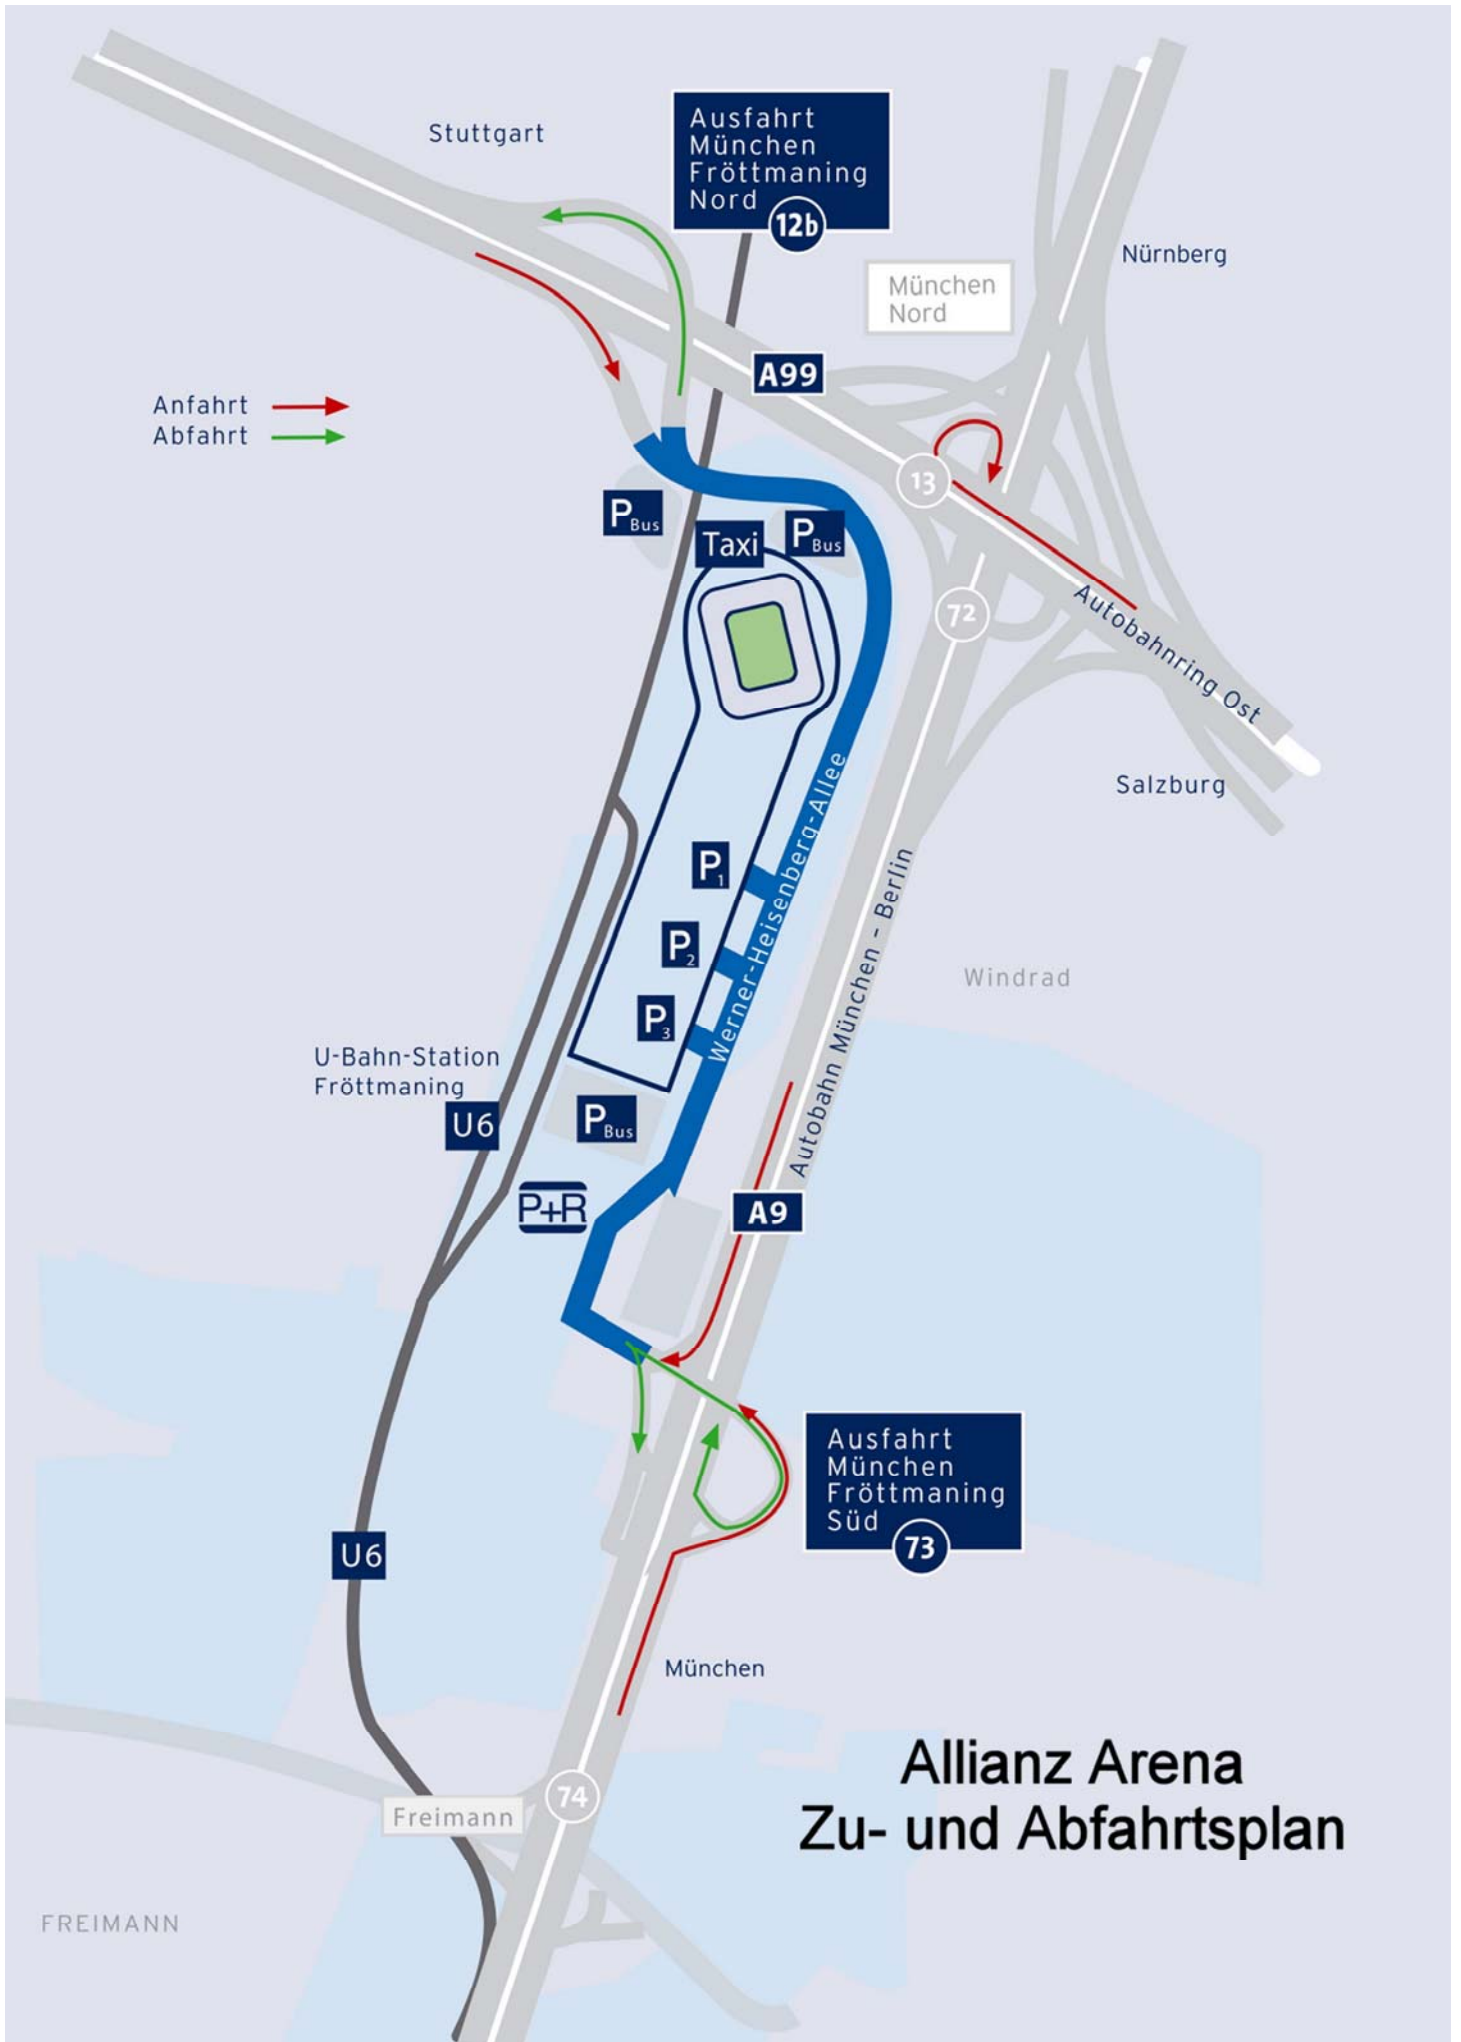 Stuttgart
Ausfahrt
München
Fröttmaning
Nord
12b
Nürnberg
München
Nord
A99
Anfahrt
Abfahrt
13
P Bus
Taxi
P Bus
72
Autobahnring Ost
Salzburg
Werner-Heisenberg-Allee
P1
P2
P3
Autobahn München - Berlin
Windrad
U-Bahn-Station
Fröttmaning
U6
P Bus
P+R
A9
Ausfahrt
München
Fröttmaning
Süd
73
U6
München
Allianz Arena
Zu- und Abfahrtsplan
74
Freimann
FREIMANN